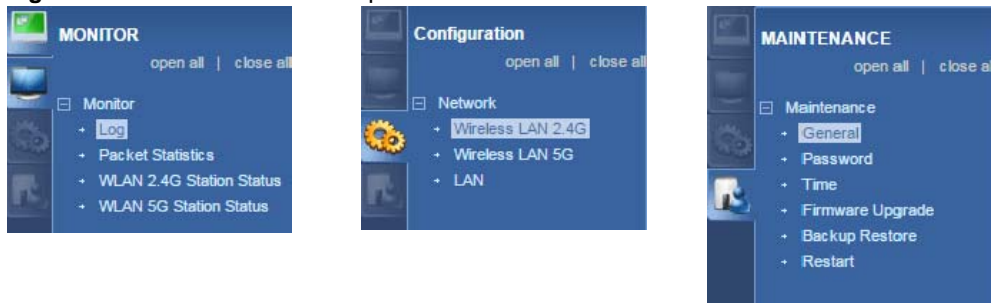 MONITOR
open all | close all
Monitor
Log
Packet Statistics
WLAN 2.4G Station Status
WLAN 5G Station Status
Configuration
open all | close all
Network
Wireless LAN 2.4G
Wireless LAN 5G
LAN
MAINTENANCE
open all | close al
Maintenance
General
Password
Time
Firmware Upgrade
Backup Restore
Restart